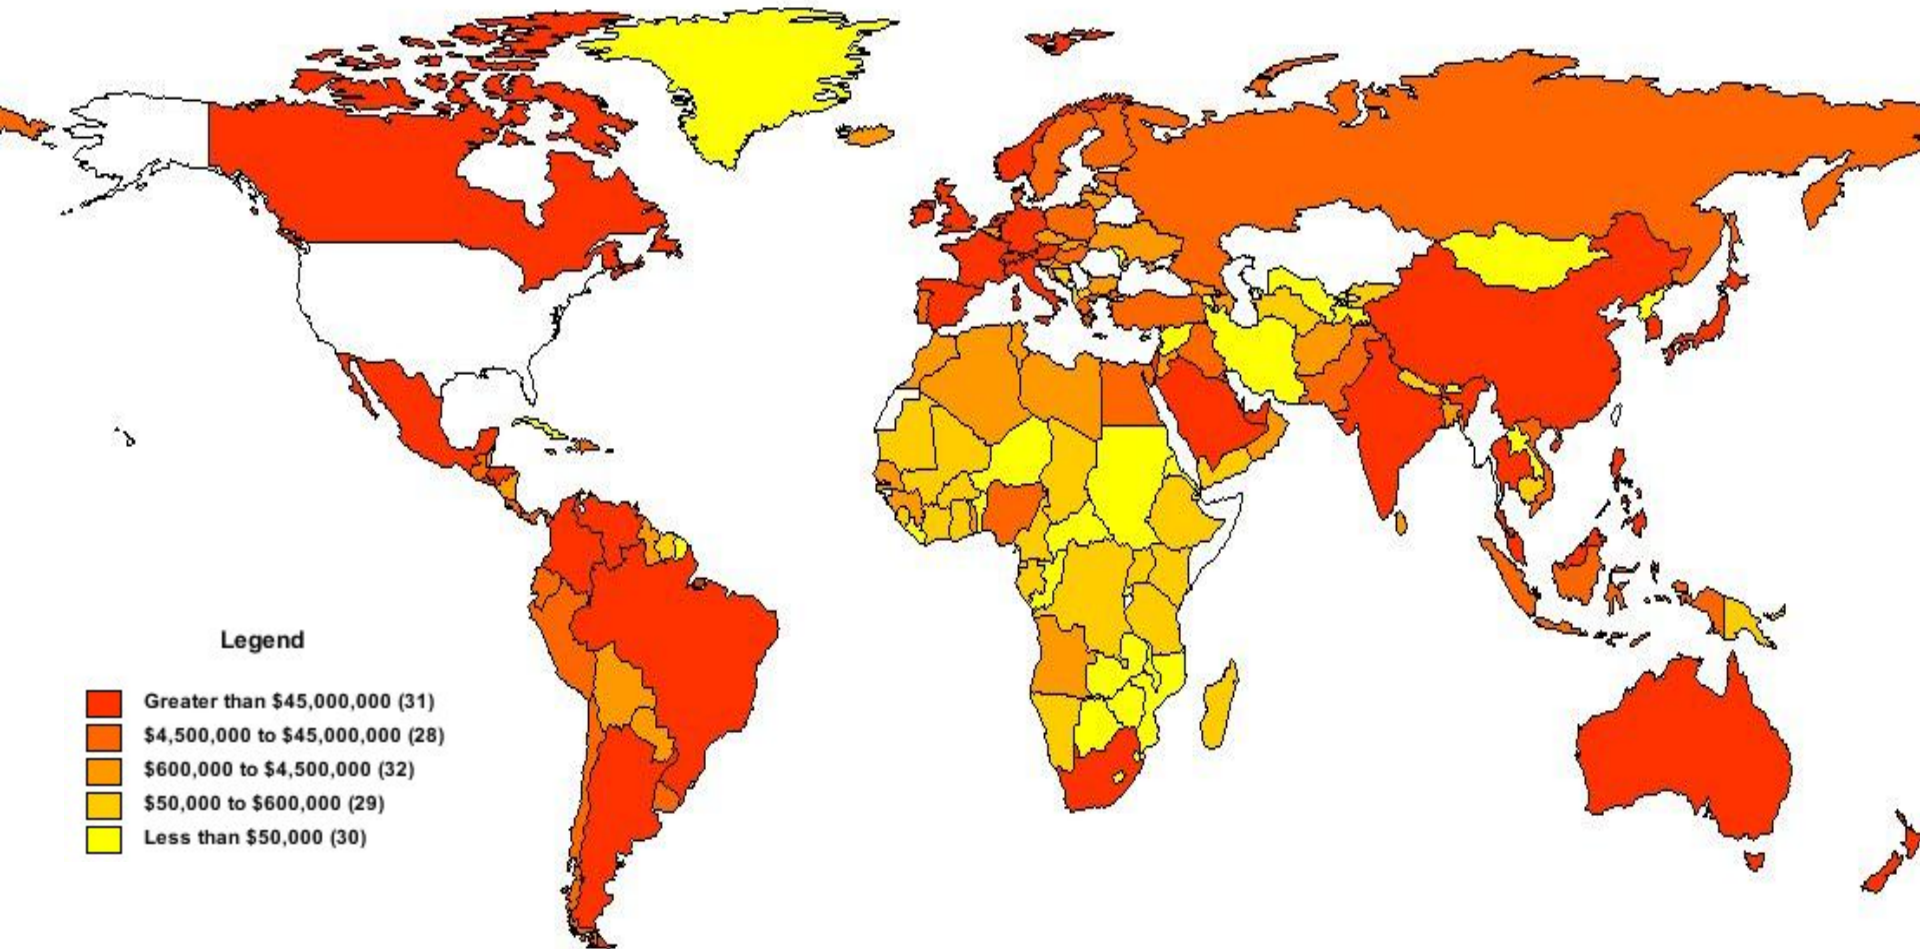 Legend
Greater than $45,000,000 (31)
$4,500,000 to $45,000,000 (28)
$600,000 to $4,500,000 (32)
$50,000 to $600,000 (29)
Less than $50,000 (30)